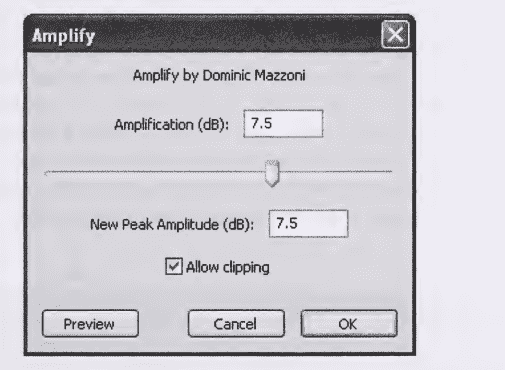 Amplify
Amplify by Dominic Mazzoni
Amplification (dB): 7.5
New Peak Amplitude (dB): 7.5
Allow clipping
Preview Cancel OK